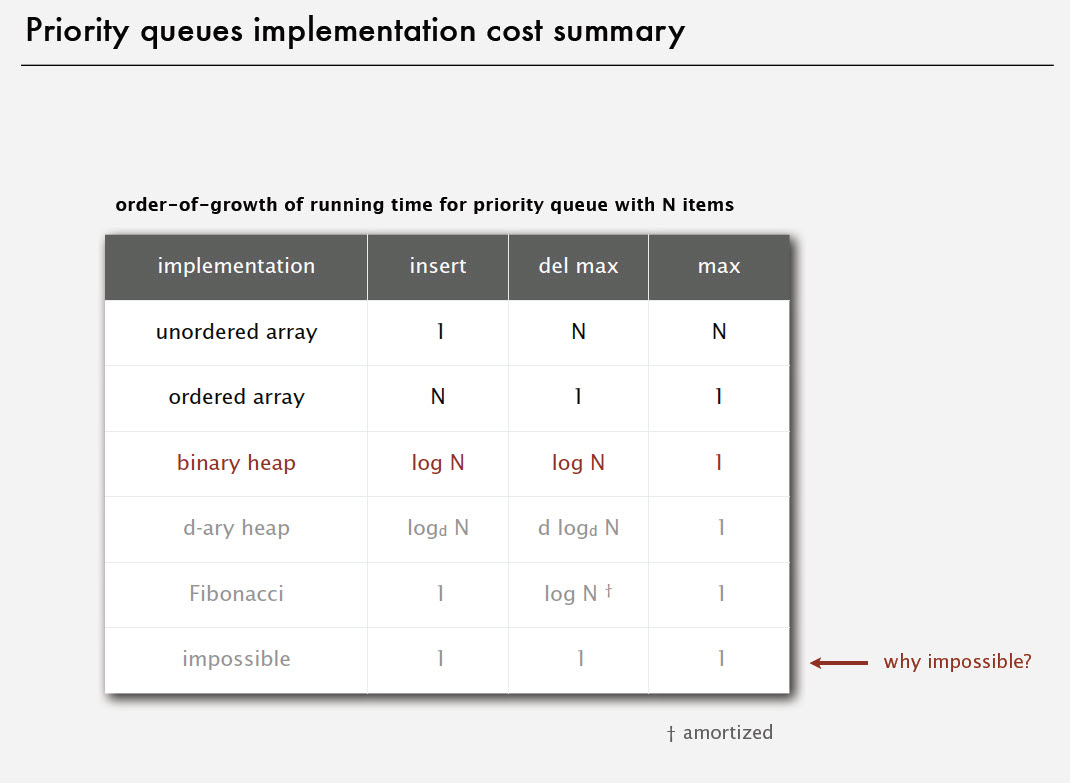 Priority queues implementation cost summary
order-of-growth of running time for priority queue with N items
implementation insert del max max
unordered array 1 N N
ordered array N 1 1
binary heap log N log N 1
d-ary heap logd N d logd N 1
Fibonacci 1 log N † 1
impossible 1 1 1
why impossible?
† amortized